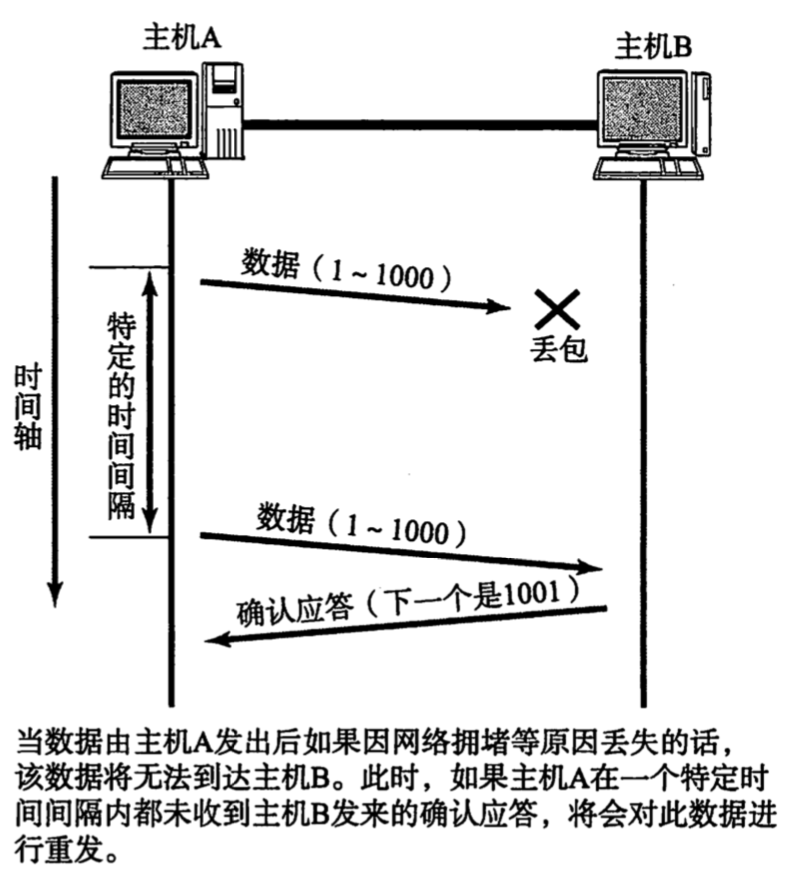 主机A
主机B
数据（1～1000）
丢包
特定的时间间隔
时间轴
数据（1～1000）
确认应答（下一个是1001）
当数据由主机A发出后如果因网络拥堵等原因丢失的话，
该数据将无法到达主机B。此时，如果主机A在一个特定时
间间隔内都未收到主机B发来的确认应答，将会对此数据进
行重发。